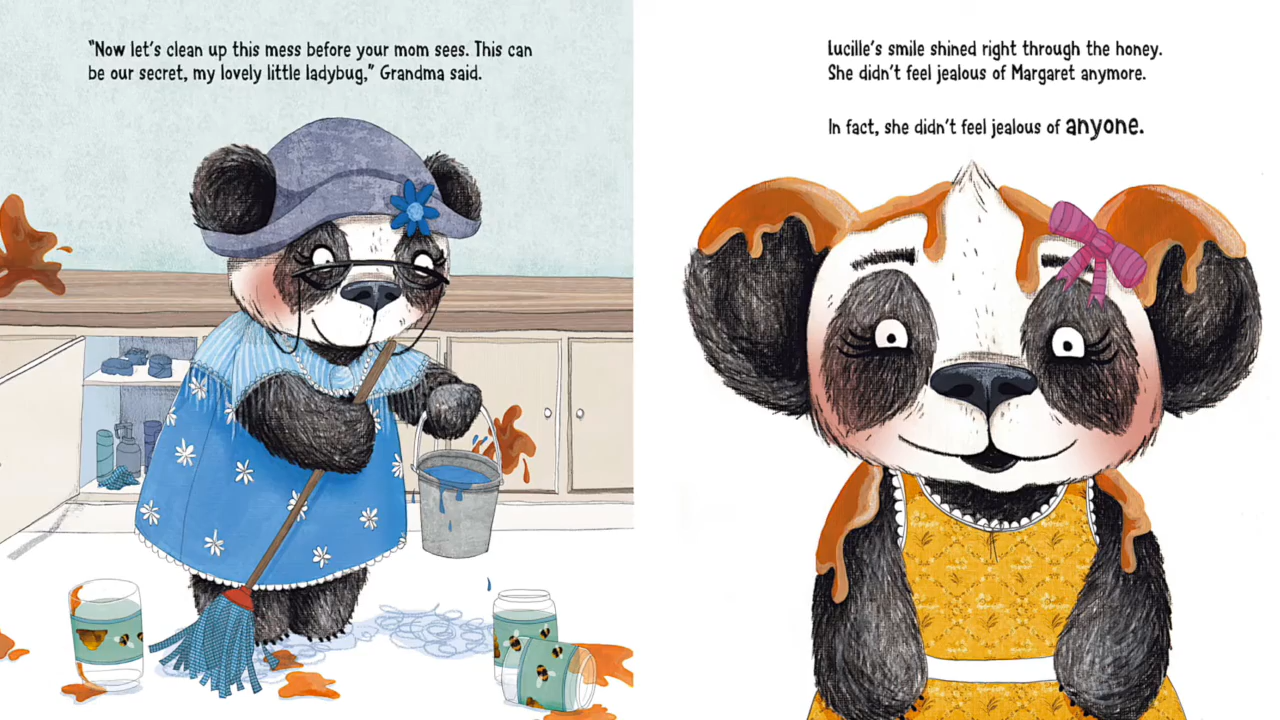 "Now let's clean up this mess before your mom sees. This can
be our secret, my lovely little ladybug," Grandma said.
Lucille's smile shined right through the honey.
She didn't feel jealous of Margaret anymore.
In fact, she didn't feel jealous of anyone.